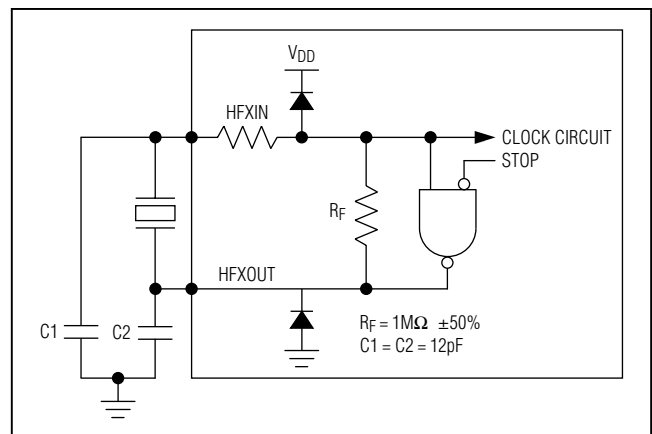 VDD
HFXIN
CLOCK CIRCUIT
STOP
RF
HFXOUT
C1
C2
RF = 1MΩ ±50%
C1 = C2 = 12pF